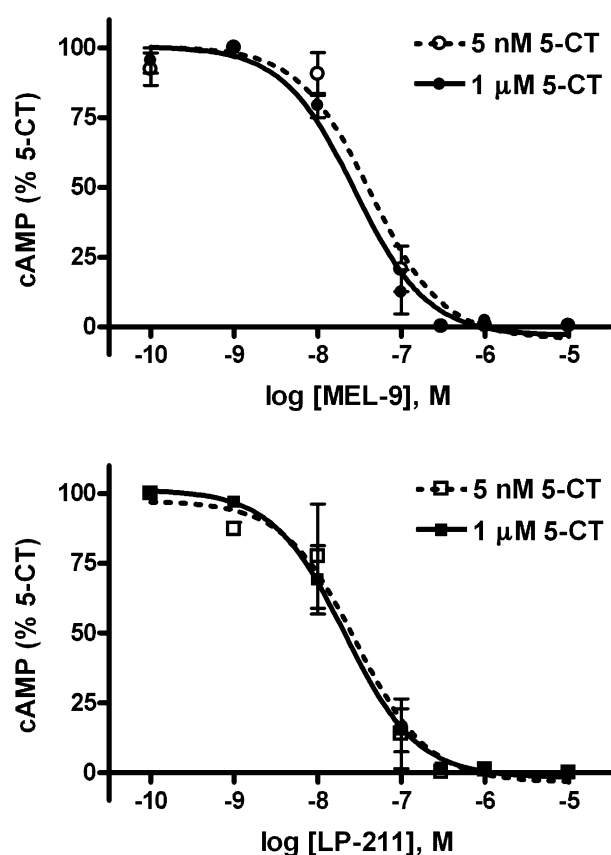 5 nM 5-CT
1 μM 5-CT
cAMP (% 5-CT)
100
75
50
25
0
-10 -9 -8 -7 -6 -5
log [MEL-9], M
5 nM 5-CT
1 μM 5-CT
cAMP (% 5-CT)
100
75
50
25
0
-10 -9 -8 -7 -6 -5
log [LP-211], M